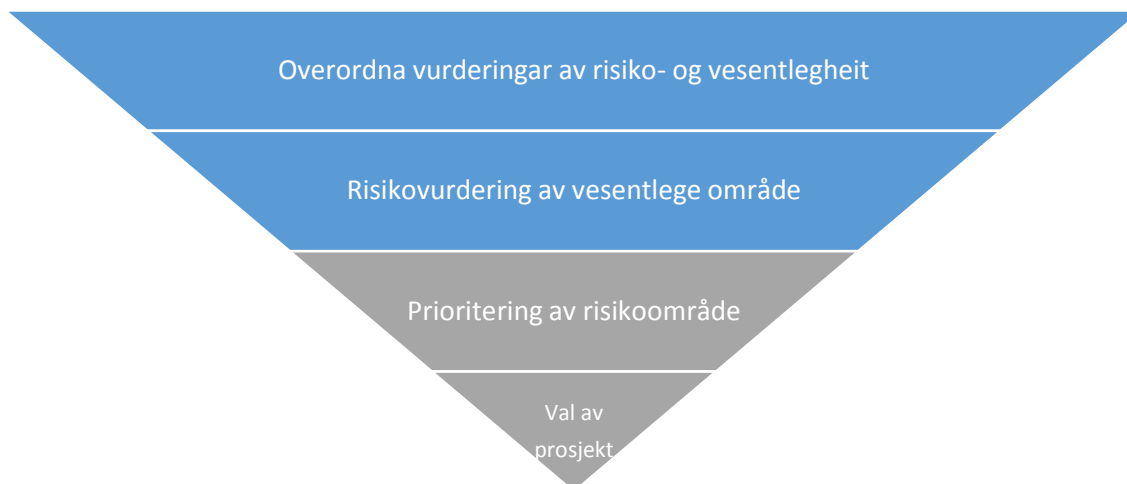 Overordna vurderingar av risiko- og vesentlegheit
Risikovurdering av vesentlege område
Prioritering av risikoområde
Val av
prosjekt